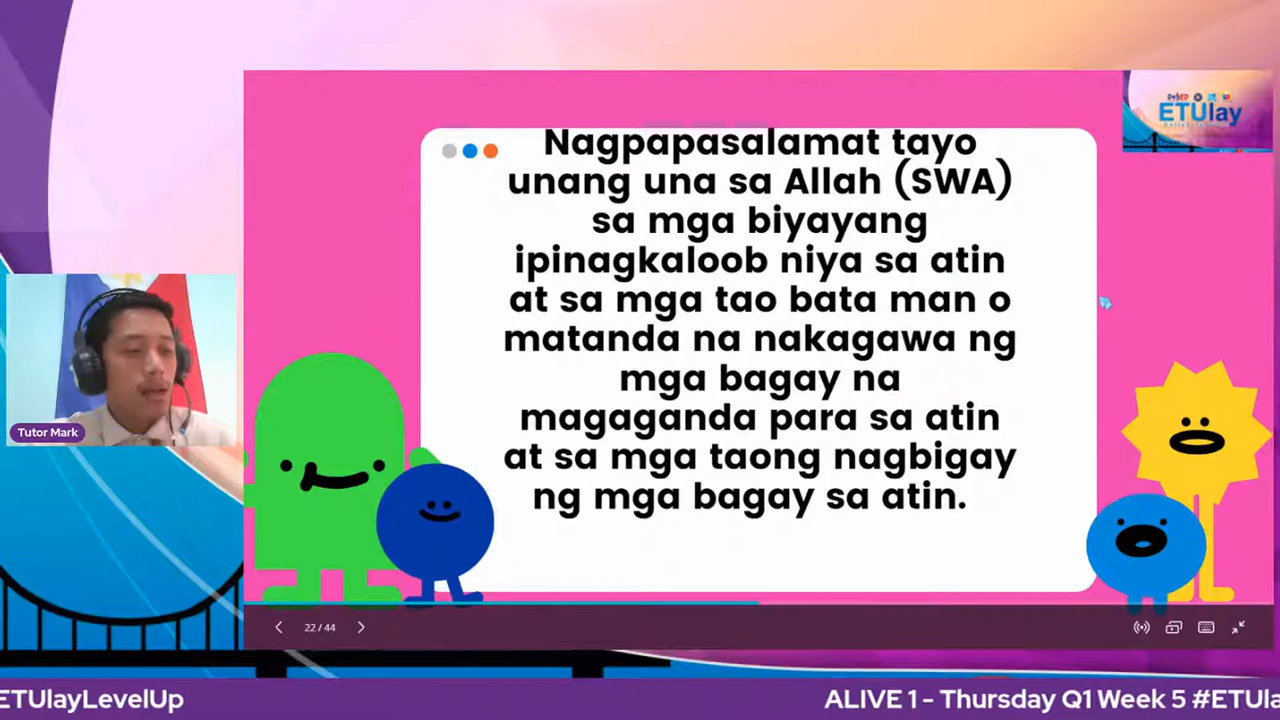 Nagpapasalamat tayo
unang una sa Allah (SWA)
sa mga biyayang
ipinagkaloob niya sa atin
at sa mga tao bata man o
matanda na nakagawa ng
mga bagay na
magaganda para sa atin
at sa mga taong nagbigay
ng mga bagay sa atin.
ETUlay
Tutor Mark
22 / 44
ETUlayLevelUp
ALIVE 1 - Thursday Q1 Week 5 #ETUla